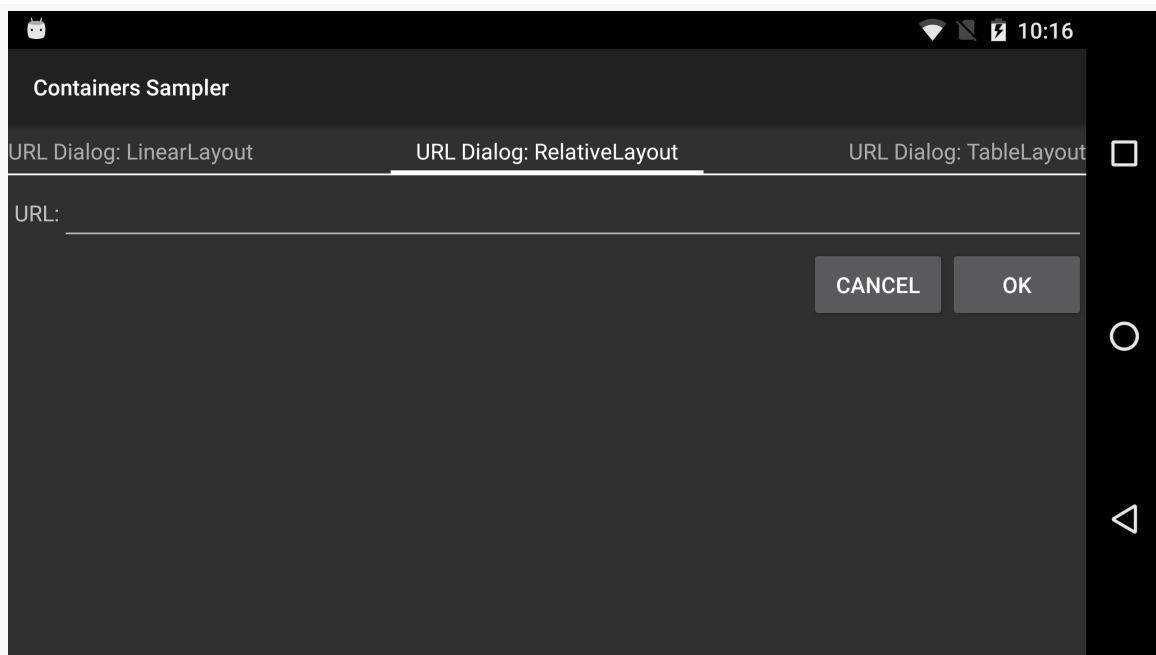 10:16
Containers Sampler
URL Dialog: LinearLayout URL Dialog: RelativeLayout URL Dialog: TableLayout
URL:
CANCEL OK